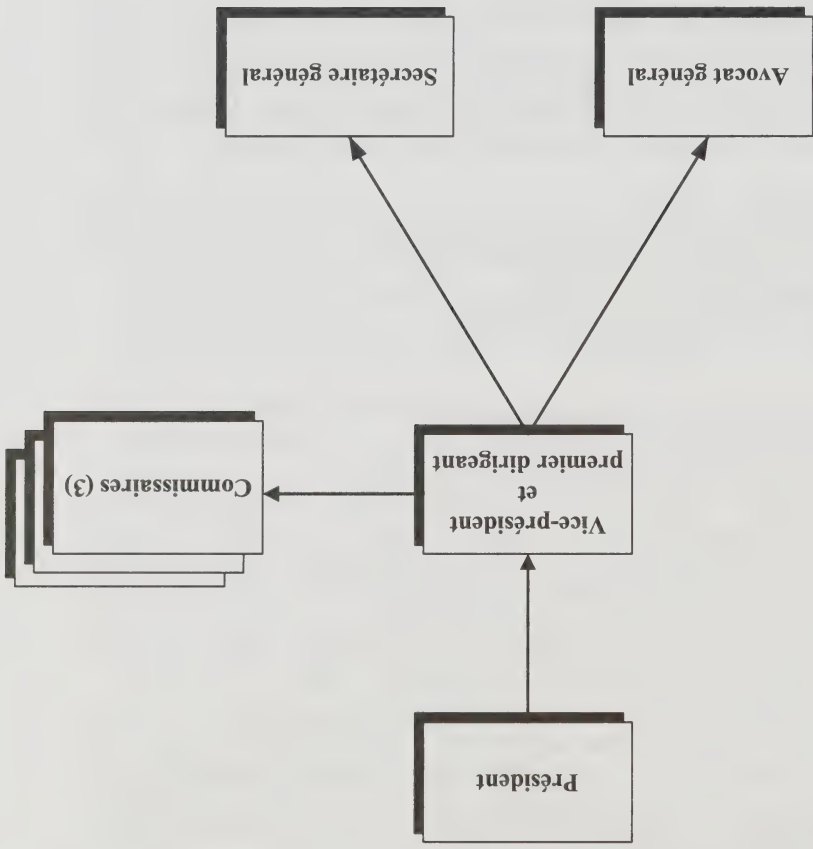 Président
Vice-président
et
premier dirigeant
Commissaires (3)
Avocat général
Secrétaire général